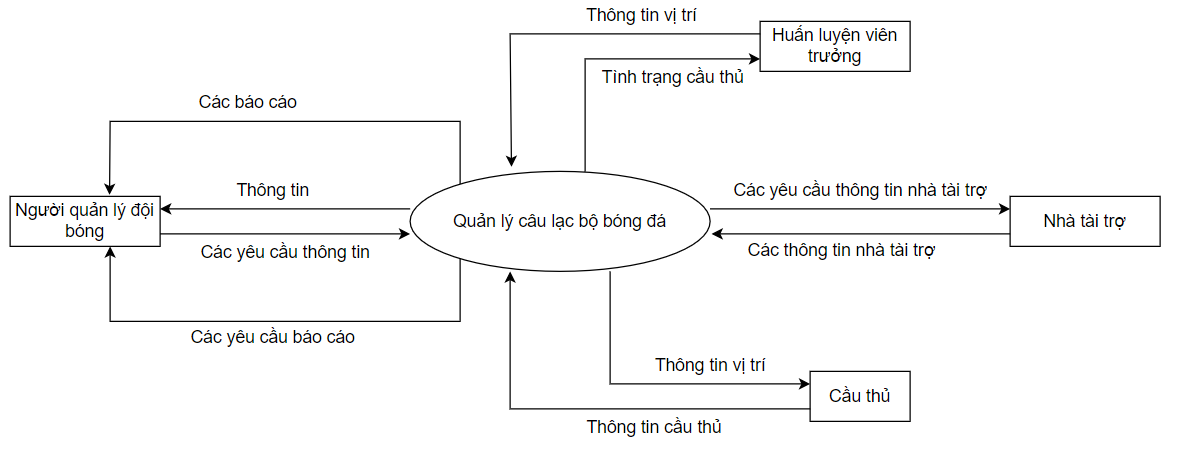 Thông tin vị trí
Huấn luyện viên
trưởng
Tình trạng cầu thủ
Các báo cáo
Thông tin
Người quản lý đội
bóng
Các yêu cầu thông tin
Quản lý câu lạc bộ bóng đá
Các yêu cầu thông tin nhà tài trợ
Nhà tài trợ
Các thông tin nhà tài trợ
Các yêu cầu báo cáo
Thông tin vị trí
Cầu thủ
Thông tin cầu thủ